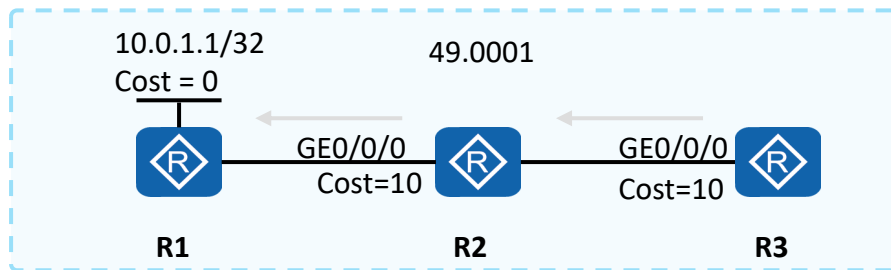 10.0.1.1/32
Cost = 0
49.0001
GE0/0/0
Cost=10
GE0/0/0
Cost=10
R
R
R
R1
R2
R3